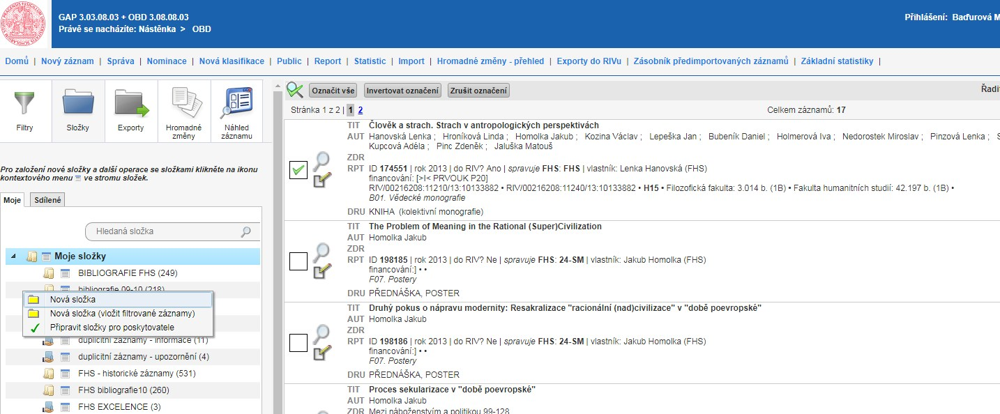 GAP 3.03.08.03 + OBD 3.08.08.03
Právě se nacházíte: Nástěnka > OBD
Přihlášení: Baďurová M
Domů | Nový záznam | Správa | Nominace | Nová klasifikace | Public | Report | Statistic | Import | Hromadné změny - přehled | Exporty do RIVu | Zásobník předimportovaných záznamů | Základní statistiky |
Filtry
Složky
Exporty
Hromadné
změny
Náhled
záznamu
Pro založení nové složky a další operace se složkami klikněte na ikonu
kontextového menu ve stromu složek.
Moje Sdílené
Hledaná složka
Moje složky
BIBLIOGRAFIE FHS (249)
bibliografie 09-10 (218)
Nová složka
Nová složka (vložit filtrované záznamy)
Připravit složky pro poskytovatele
duplicitní záznamy - informace (11)
duplicitní záznamy - upozornění (4)
FHS - historické záznamy (531)
FHS bibliografie10 (260)
FHS EXCELENCE (3)
Označit vše Invertovat označení Zrušit označení
Řadit
Stránka 1 z 2 | 1 2
Celkem záznamů: 17
TIT Člověk a strach. Strach v antropologických perspektivách
AUT Hanovská Lenka ; Hroníková Linda ; Homolka Jakub ; Kozina Václav ; Lepeška Jan ; Bubeník Daniel ; Holmerová Iva ; Nedorostek Miroslav ; Pinzová Lenka ; S
Kupcová Adéla ; Pinc Zdeněk ; Jaluška Matouš
ZDR
RPT ID 174551 | rok 2013 | do RIV? Ano | spravuje FHS: FHS | vlastník: Lenka Hanovská (FHS)
financování: [>I< PRVOUK P20]
RIV/00216208:11210/13:10133882 • RIV/00216208:11240/13:10133882 • H15 • Filozofická fakulta: 3.014 b. (1B) • Fakulta humanitních studií: 42.197 b. (1B) •
B01. Vědecké monografie
DRU KNIHA (kolektivní monografie)
TIT The Problem of Meaning in the Rational (Super)Civilization
AUT Homolka Jakub
ZDR
RPT ID 198185 | rok 2013 | do RIV? Ne | spravuje FHS: 24-SM | vlastník: Jakub Homolka (FHS)
financování:] • •
F07. Postery
DRU PŘEDNÁŠKA, POSTER
TIT Druhý pokus o nápravu modernity: Resakralizace "racionální (nad)civilizace" v "době poevropské"
AUT Homolka Jakub
ZDR
RPT ID 198186 | rok 2013 | do RIV? Ne | spravuje FHS: 24-SM | vlastník: Jakub Homolka (FHS)
financování:] • •
F07. Postery
DRU PŘEDNÁŠKA, POSTER
TIT Proces sekularizace v "době poevropské"
AUT Homolka Jakub
ZDR Mezi náboženstvím a politikou 99-128